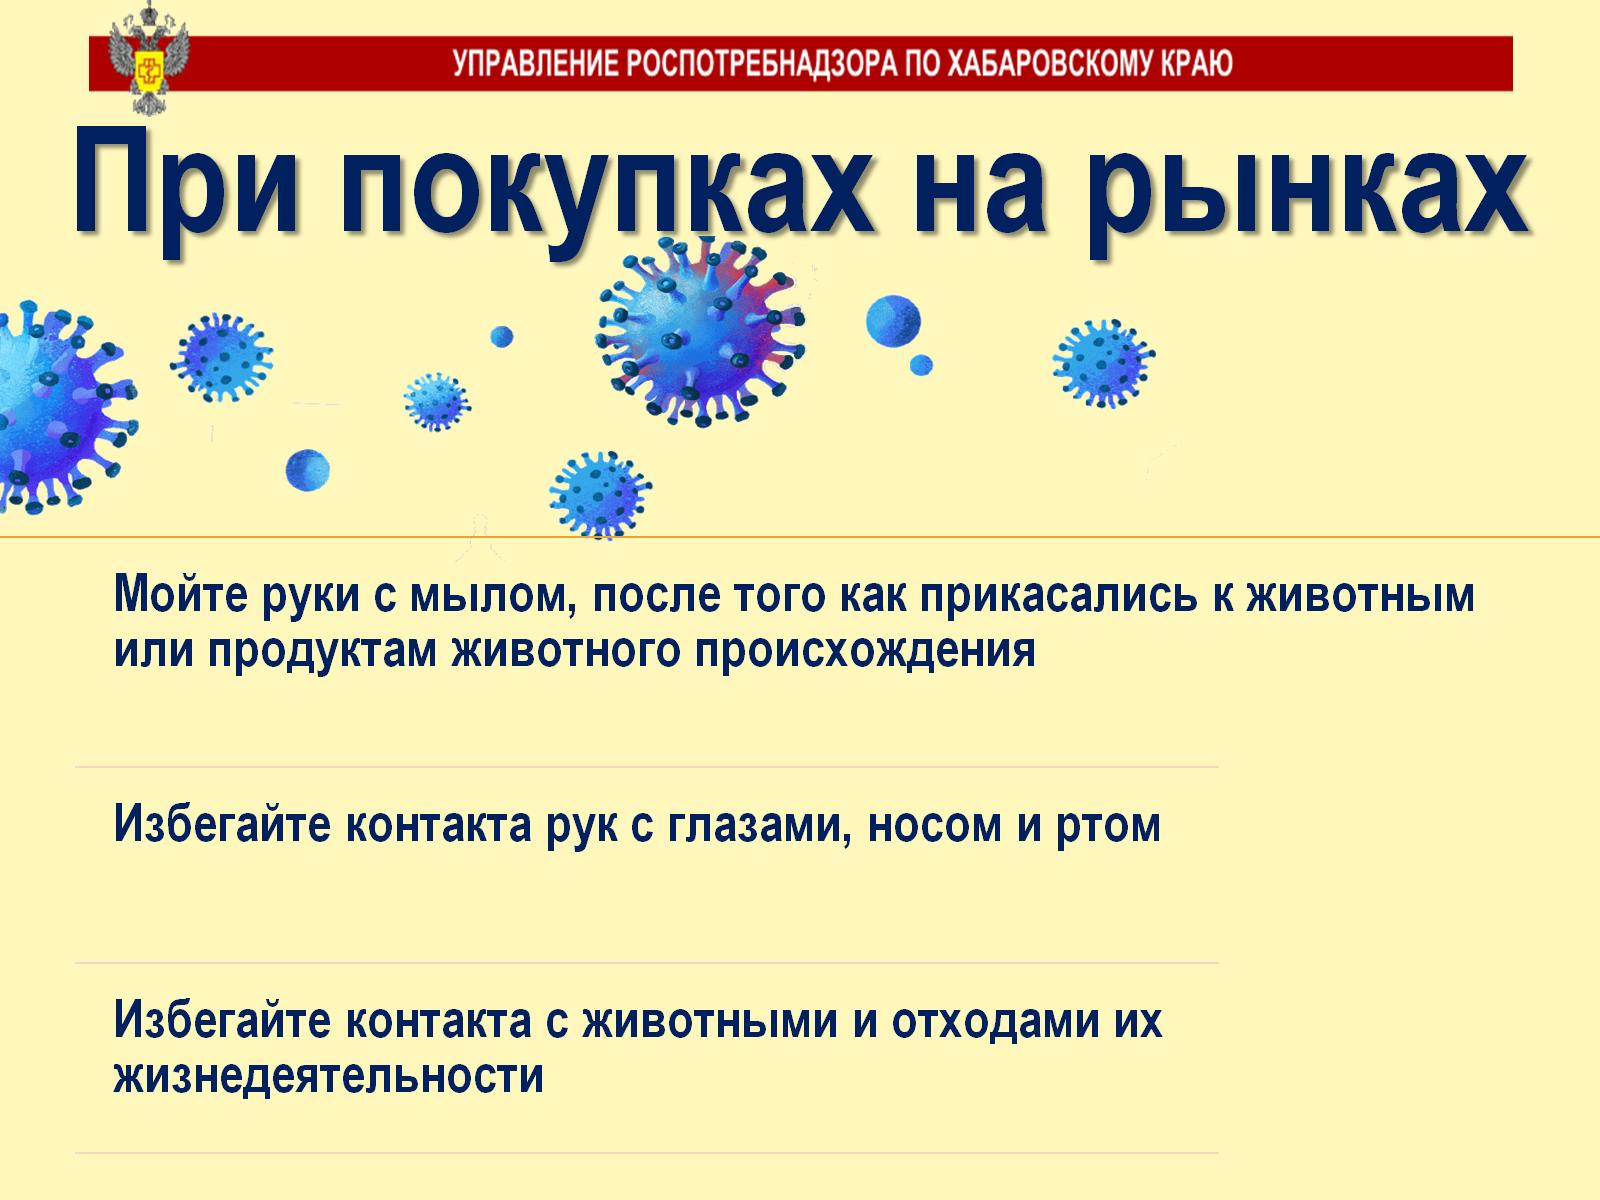 УПРАВЛЕНИЕ РОСПОТРЕБНАДЗОРА ПО ХАБАРОВСКОМУ КРАЮ
При покупках на рынках
Мойте руки с мылом, после того как прикасались к животным
или продуктам животного происхождения
Избегайте контакта рук с глазами, носом и ртом
Избегайте контакта с животными и отходами их
жизнедеятельности